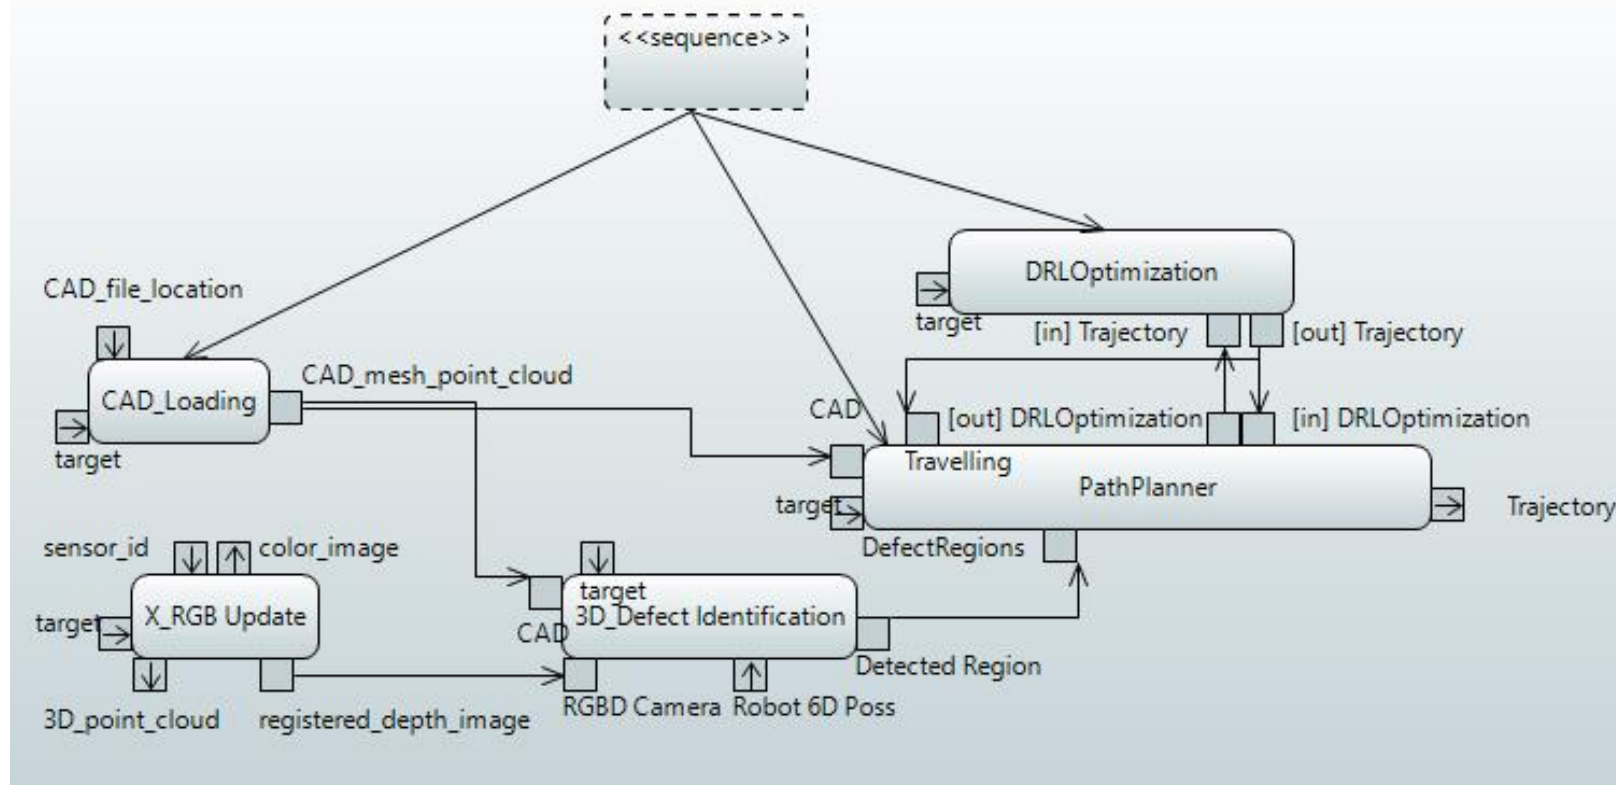 <<sequence>>
DRLOptimization
target
[in] Trajectory
[out] Trajectory
CAD_file_location
CAD_Loading
CAD_mesh_point_cloud
target
CAD
[out] DRLOptimization
[in] DRLOptimization
Travelling
PathPlanner
target
Trajectory
DefectRegions
sensor_id
color_image
target
X_RGB Update
3D_point_cloud
registered_depth_image
target
3D_Defect Identification
CAD
Detected Region
RGBD Camera
Robot 6D Poss